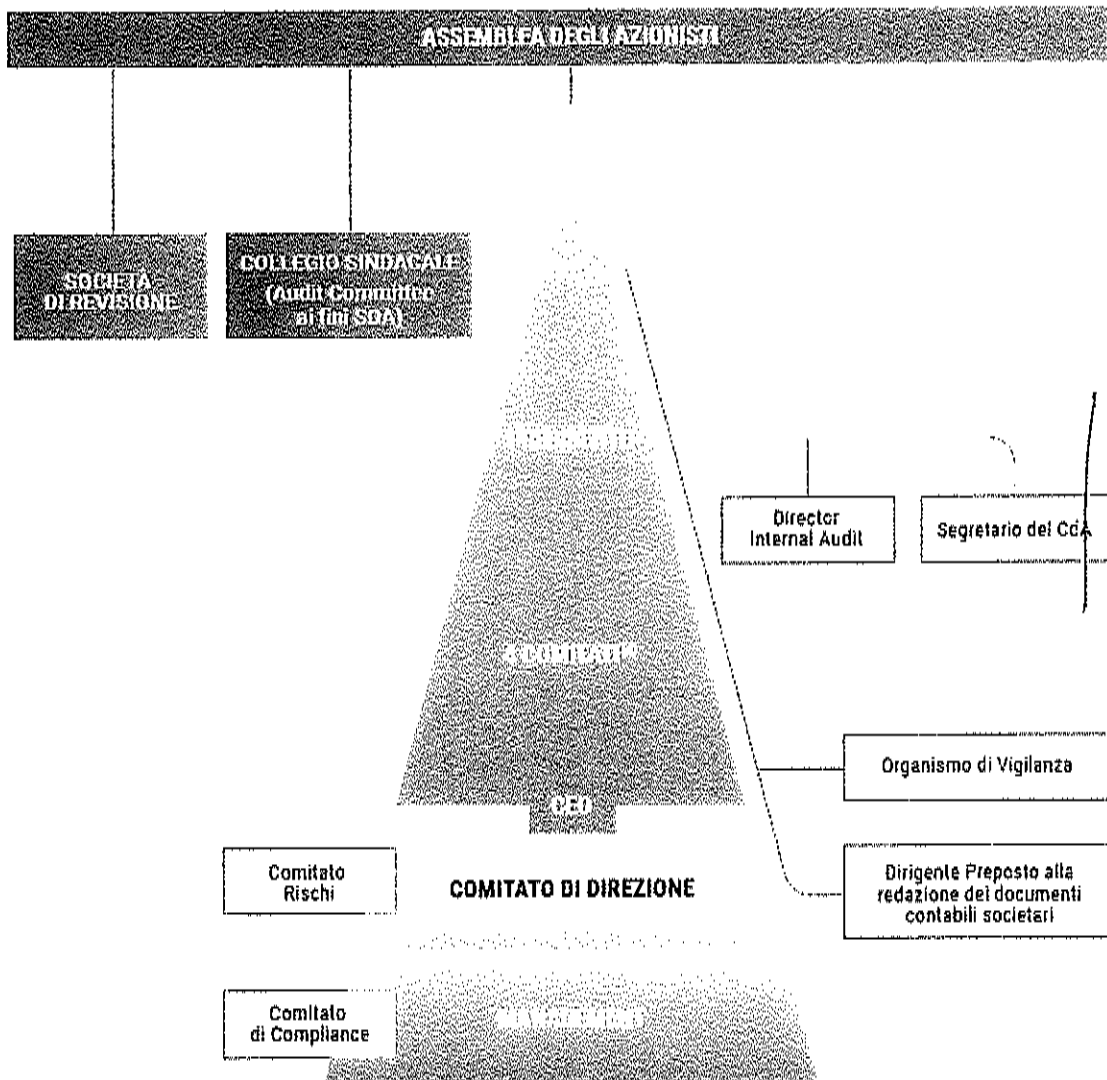 ASSEMBLEA DEGLI AZIONISTI
SOCIETÀ
DI REVISIONE
COLLEGIO SINDACALE
(Audit Committee
ai fini SOA)
Director
Internal Audit
Segretario del CdA
4 COMITATI
CEO
Organismo di Vigilanza
Comitato
Rischi
COMITATO DI DIREZIONE
Dirigente Preposto alla
redazione dei documenti
contabili societari
Comitato
di Compliance